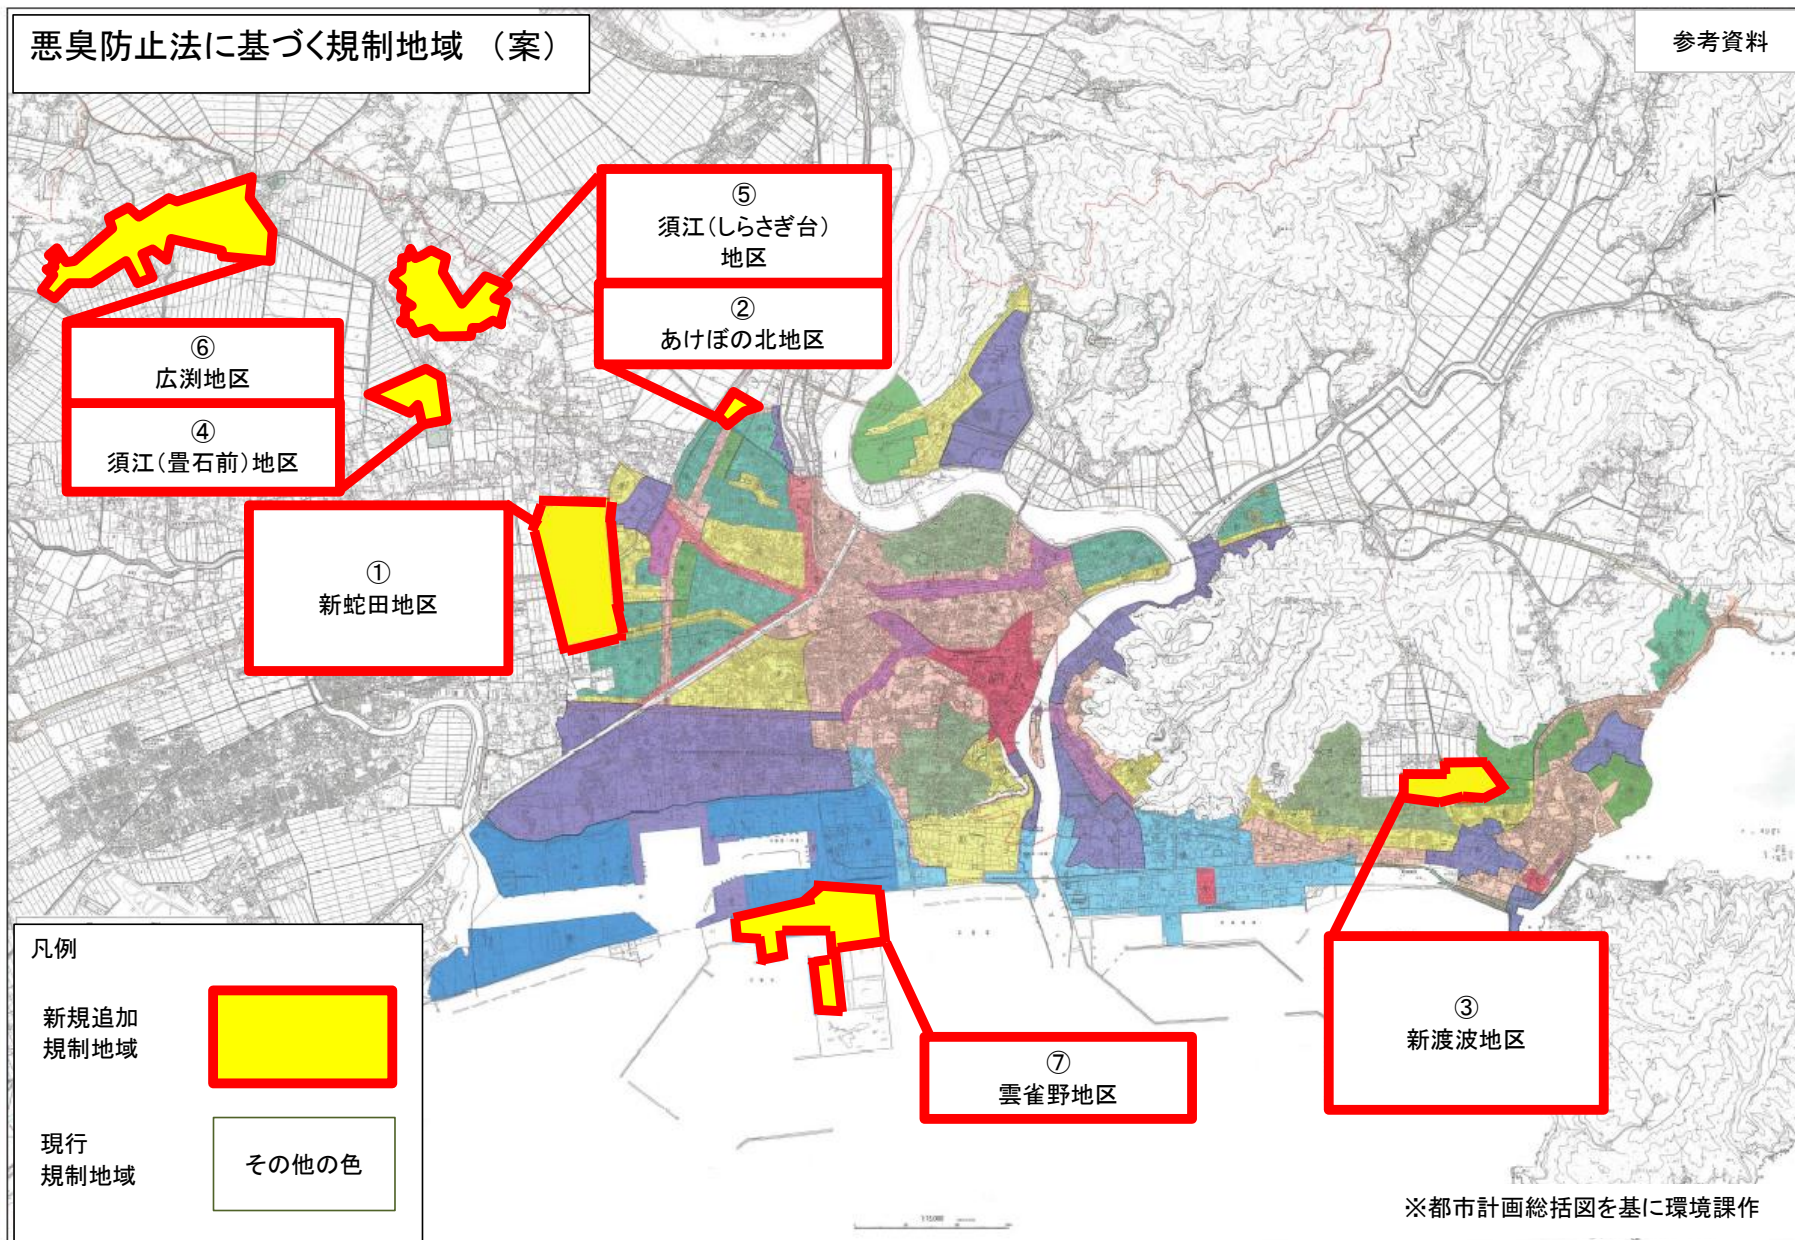 悪臭防止法に基づく規制地域 （案）
参考資料
⑤
須江（しらさぎ台）
地区
②
あけぼの北地区
⑥
広渕地区
④
須江（畳石前）地区
①
新蛇田地区
③
新渡波地区
⑦
雲雀野地区
凡例
新規追加
規制地域
現行
規制地域
その他の色
※都市計画総括図を基に環境課作